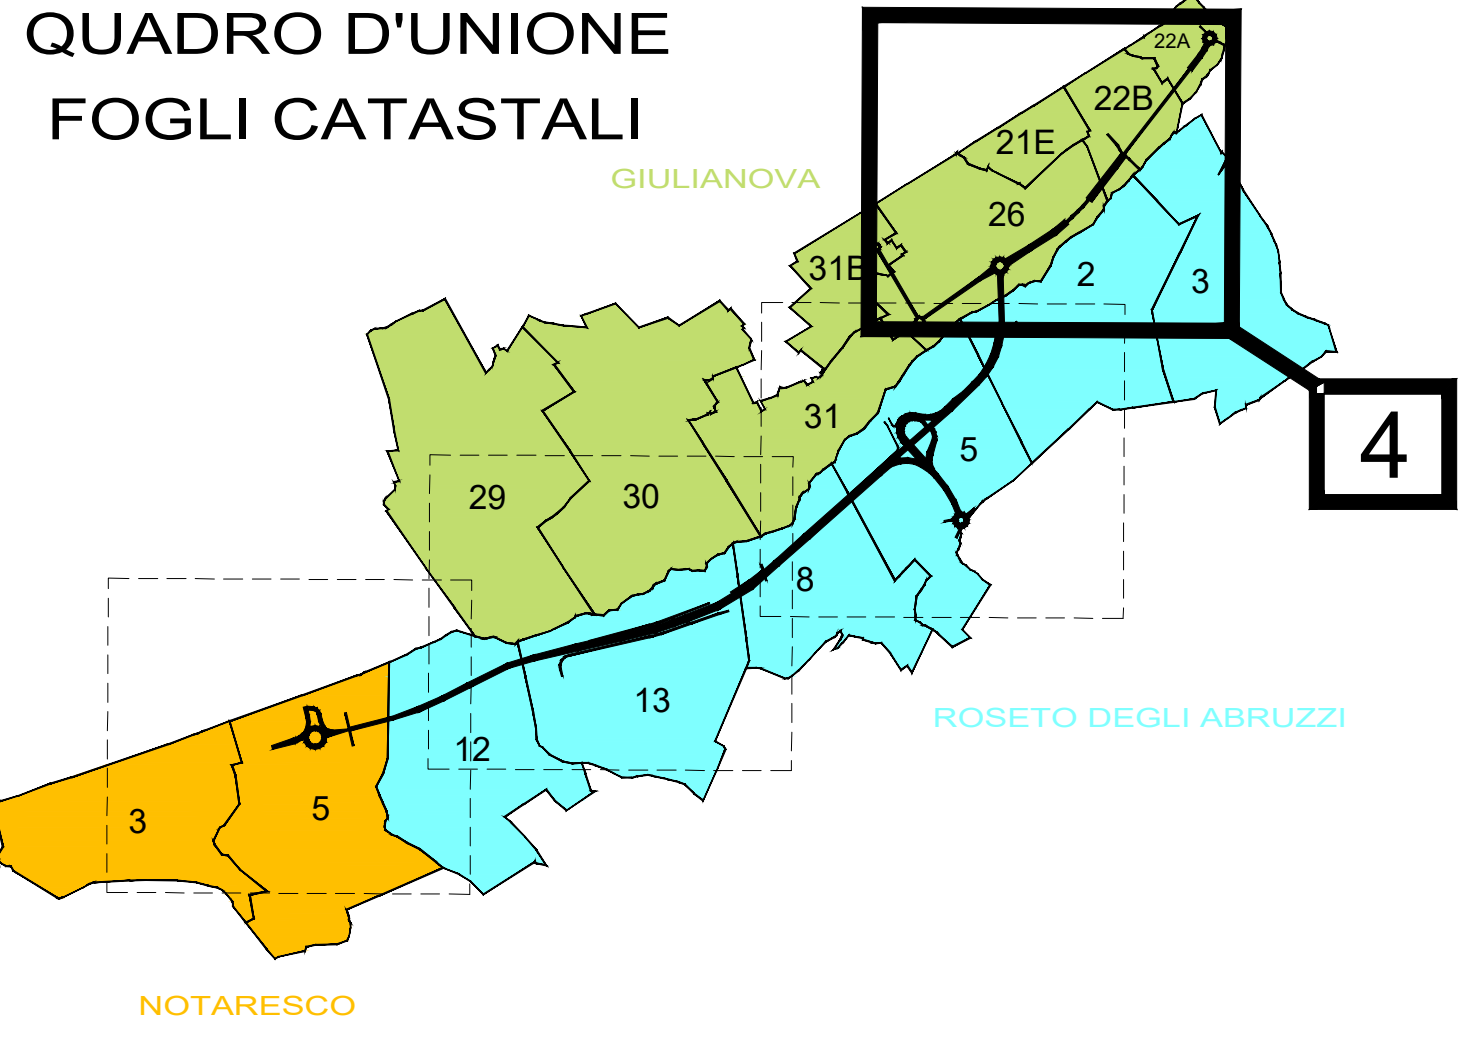 QUADRO D'UNIONE
FOGLI CATASTALI
22A
22B
21E
GIULIANOVA
26
31B
2
3
31
4
5
29
30
8
13
ROSETO DEGLI ABRUZZI
12
3
5
NOTARESCO